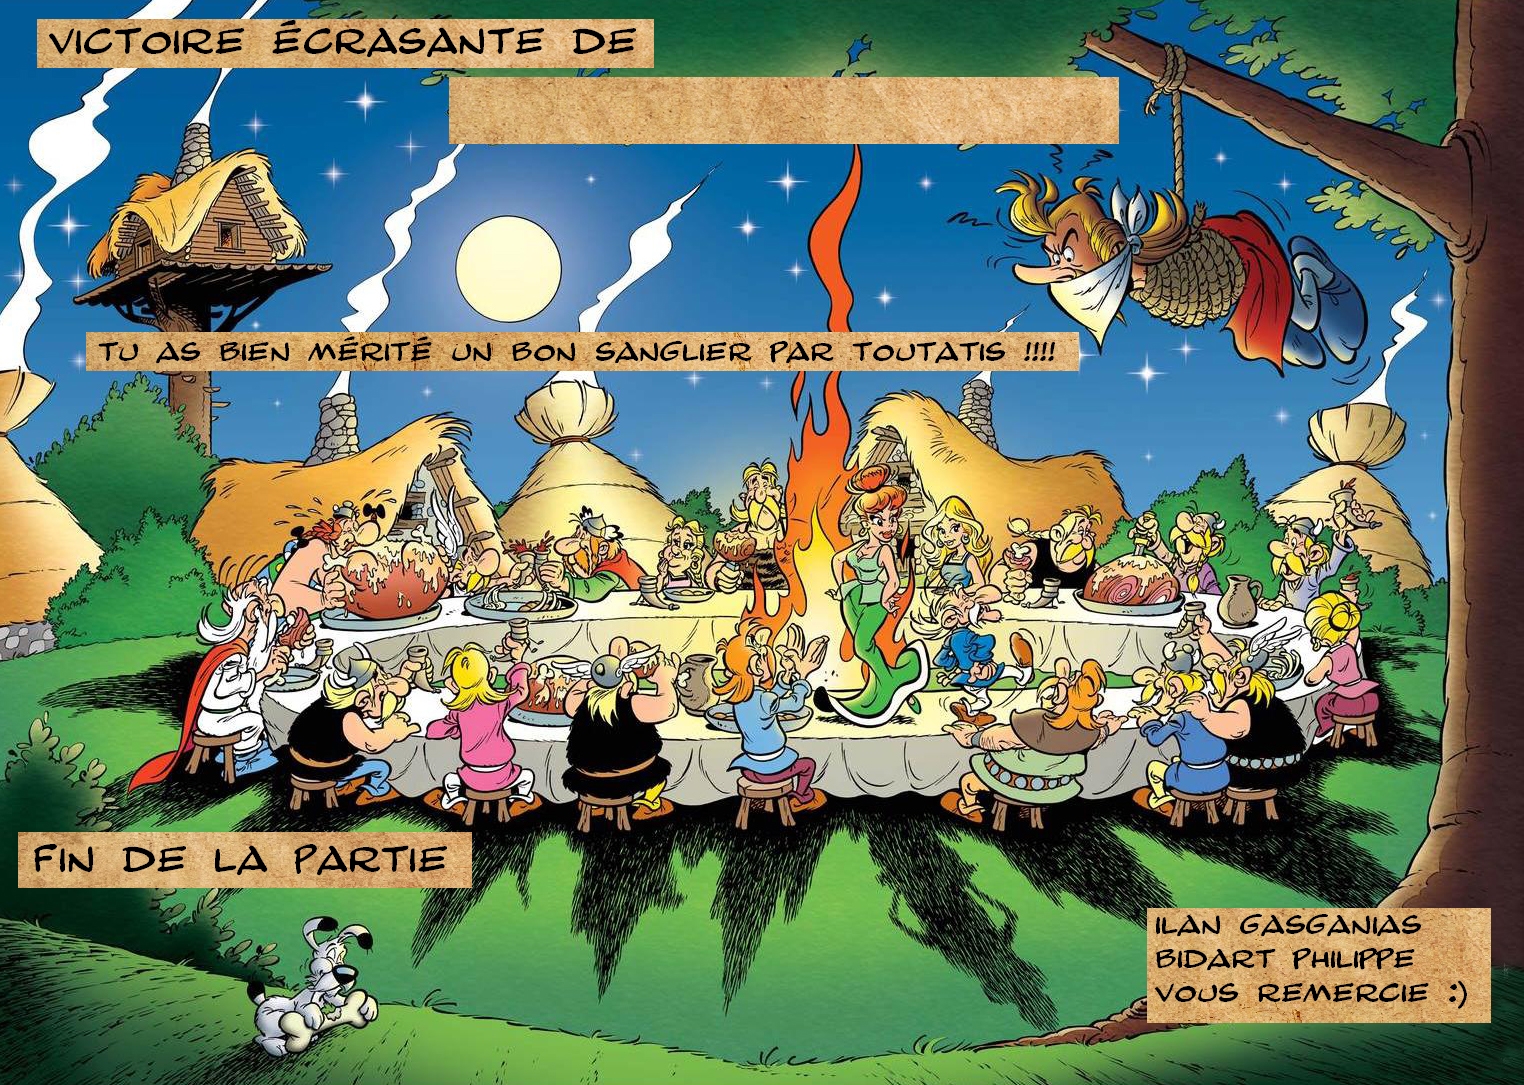 VICTOIRE ÉCRASANTE DE
TU AS BIEN MÉRITÉ UN BON SANGLIER PAR TOUTATIS !!!!
FIN DE LA PARTIE
ILAN GASGANIAS
BIDART PHILIPPE
VOUS REMERCIE :)